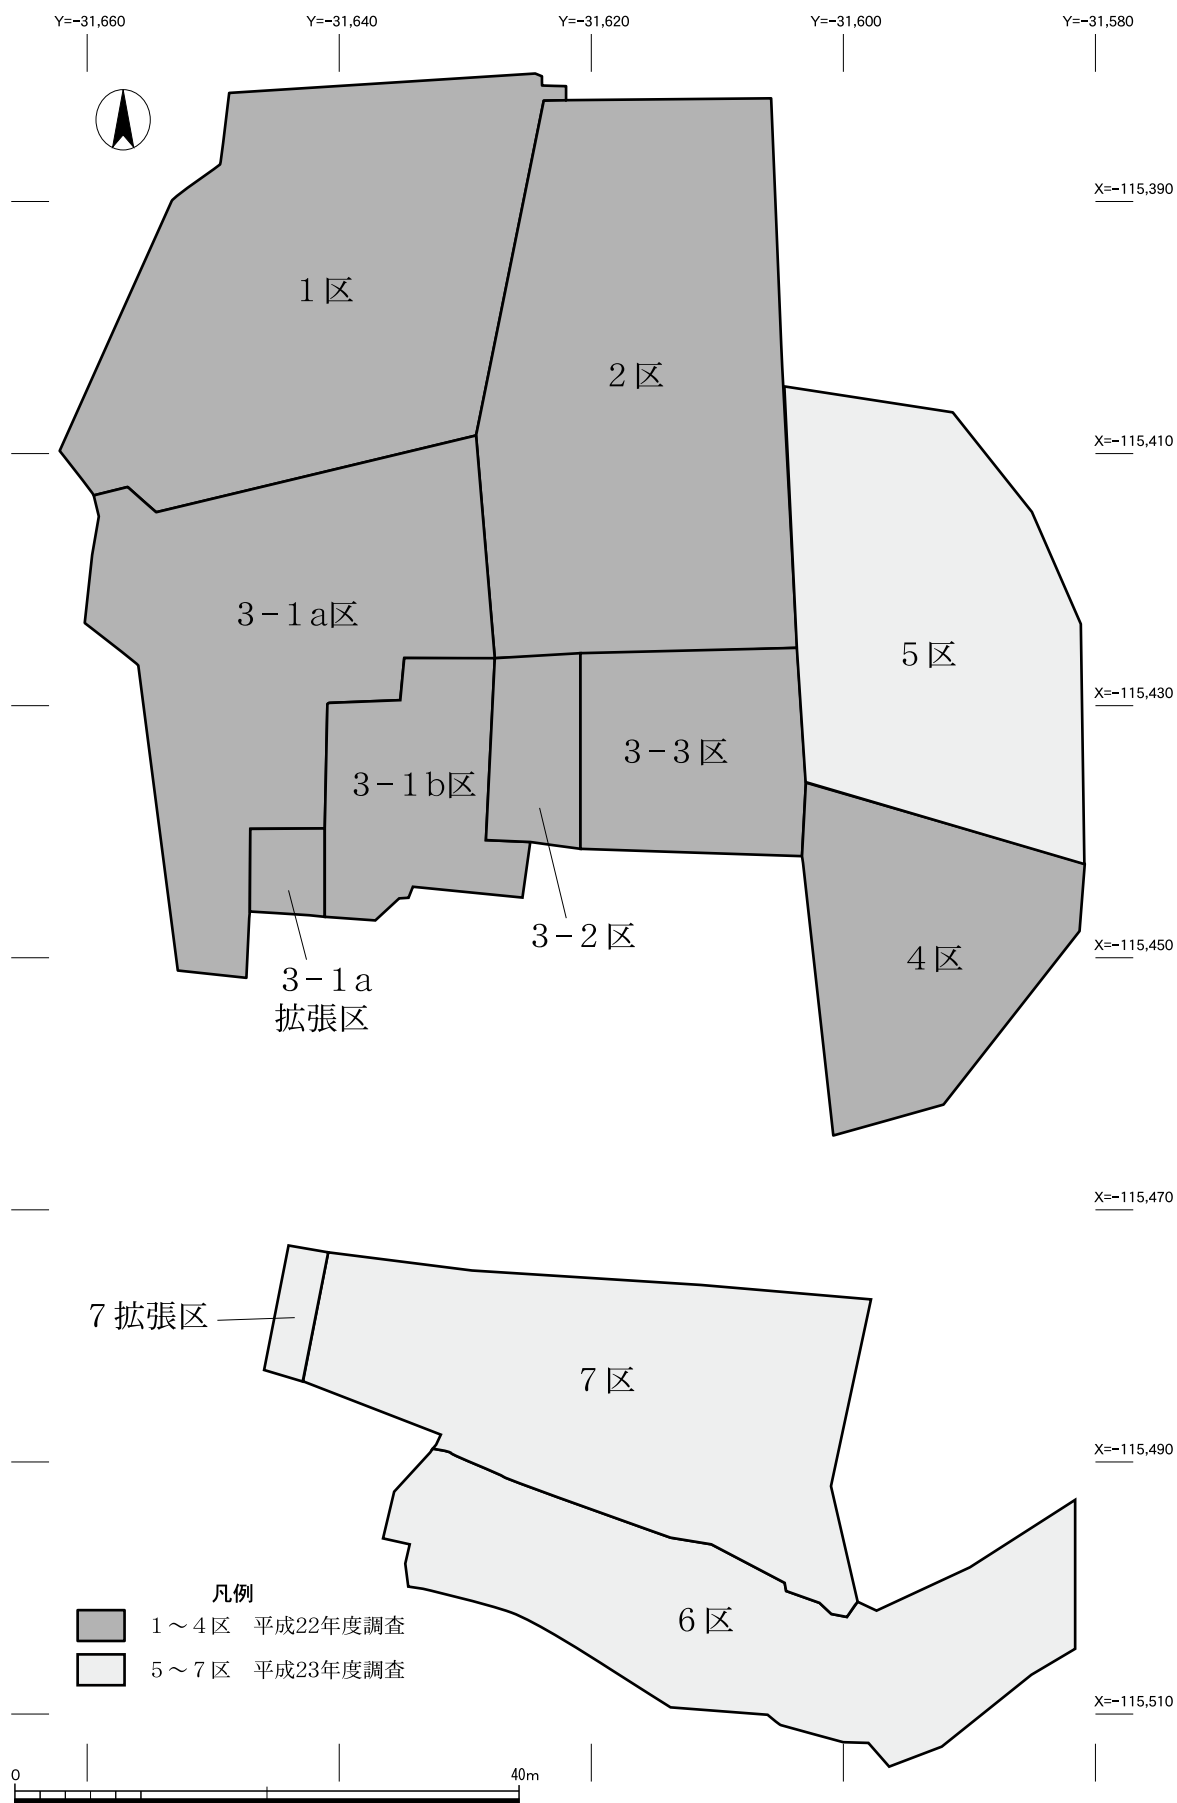 Y=−31,660
Y=−31,640
Y=−31,620
Y=−31,600
Y=−31,580
X=−115,390
1区
2区
X=−115,410
3-1a区
5区
X=−115,430
3-3区
3-1b区
3-2区
4区
X=−115,450
3-1a
拡張区
X=−115,470
7拡張区
7区
X=−115,490
凡例
1～4区　平成22年度調査
6区
5～7区　平成23年度調査
X=−115,510
0
40m